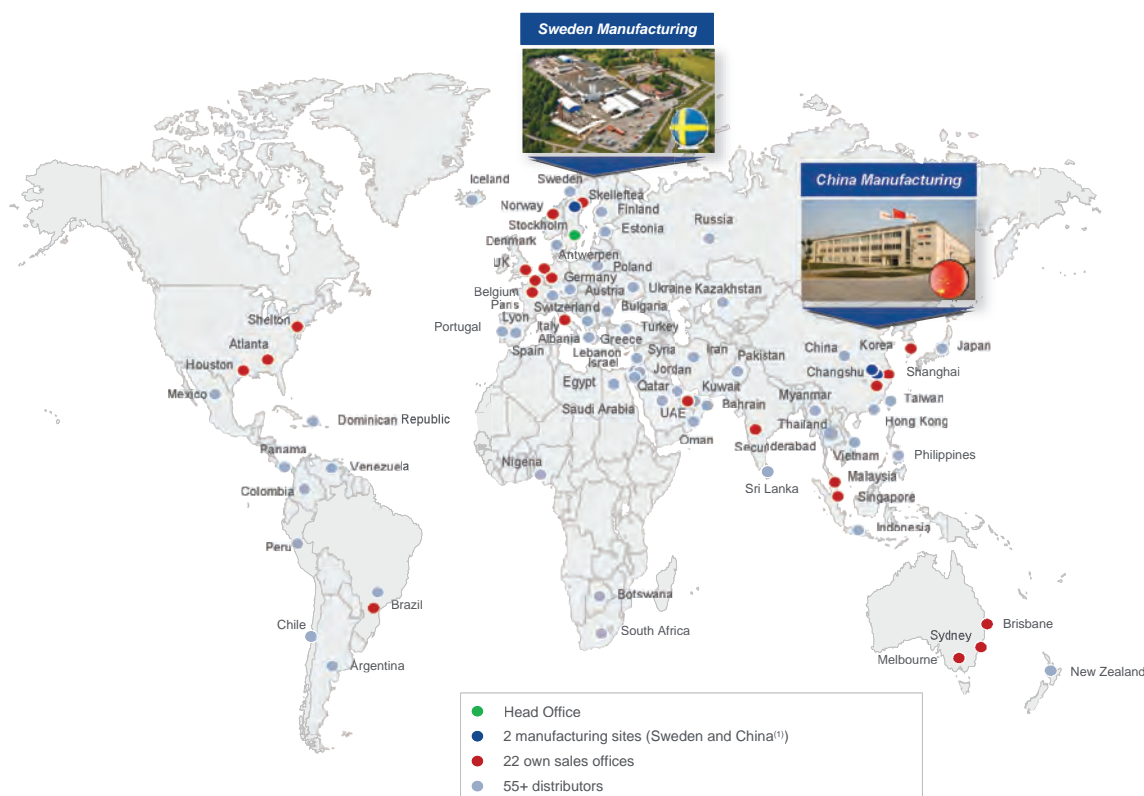 Sweden Manufacturing
China Manufacturing
Iceland
Sweden
Skelleftea
Norway
Finland
Stockholm
Russia
Estonia
Denmark
Antwerpen
UK
Poland
Germany
Belgium
Austria
Ukraine
Kazakhstan
Paris
Switzerland
Bulgaria
Lyon
Portugal
Italy
Turkey
Albania
Greece
Spain
Lebanon
Syria
Iran
Israel
Pakistan
Jordan
Egypt
Qatar
Kuwait
Saudi Arabia
UAE
Bahrain
Oman
China
Korea
Japan
Changshu
Shanghai
Myanmar
Taiwan
Thailand
Hong Kong
Secunderabad
Vietnam
Philippines
Sri Lanka
Malaysia
Singapore
Indonesia
Shelton
Atlanta
Houston
Mexico
Dominican Republic
Panama
Venezuela
Colombia
Peru
Brazil
Chile
Argentina
Nigeria
Botswana
South Africa
Brisbane
Sydney
Melbourne
New Zealand
Head Office
2 manufacturing sites (Sweden and China(1))
22 own sales offices
55+ distributors